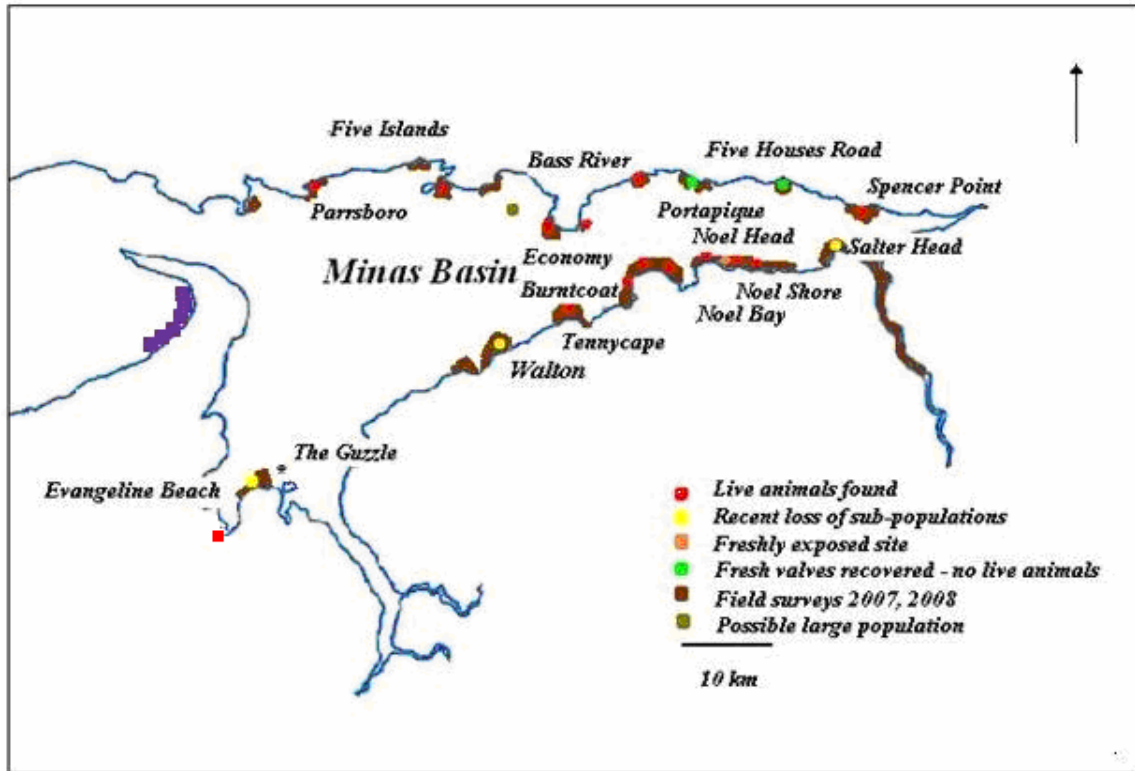 Five Islands
Bass River
Five Houses Road
Spencer Point
Parrsboro
Portapique
Economy
Noel Head
Salter Head
Minas Basin
Burntcoat
Noel Shore
Noel Bay
Tennycape
Walton
The Guzzle
Evangeline Beach
Live animals found
Recent loss of sub-populations
Freshly exposed site
Fresh valves recovered - no live animals
Field surveys 2007, 2008
Possible large population
10 km